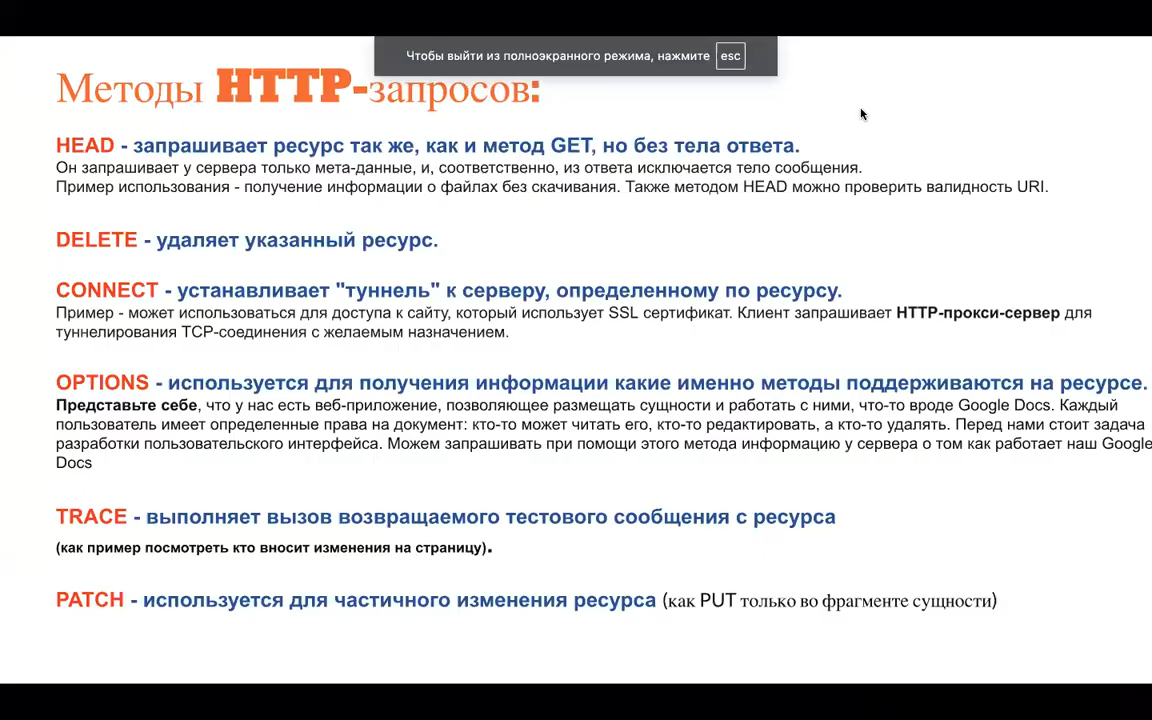 Чтобы выйти из полноэкранного режима, нажмите esc
Методы HTTP-запросов:
HEAD - запрашивает ресурс так же, как и метод GET, но без тела ответа.
Он запрашивает у сервера только мета-данные, и, соответственно, из ответа исключается тело сообщения.
Пример использования - получение информации о файлах без скачивания. Также методом HEAD можно проверить валидность URI.
DELETE - удаляет указанный ресурс.
CONNECT - устанавливает "туннель" к серверу, определенному по ресурсу.
Пример - может использоваться для доступа к сайту, который использует SSL сертификат. Клиент запрашивает HTTP-прокси-сервер для
туннелирования TCP-соединения с желаемым назначением.
OPTIONS - используется для получения информации какие именно методы поддерживаются на ресурсе.
Представьте себе, что у нас есть веб-приложение, позволяющее размещать сущности и работать с ними, что-то вроде Google Docs. Каждый
пользователь имеет определенные права на документ: кто-то может читать его, кто-то редактировать, а кто-то удалять. Перед нами стоит задача
разработки пользовательского интерфейса. Можем запрашивать при помощи этого метода информацию у сервера о том как работает наш Google
Docs
TRACE - выполняет вызов возвращаемого тестового сообщения с ресурса
(как пример посмотреть кто вносит изменения на страницу).
PATCH - используется для частичного изменения ресурса (как PUT только во фрагменте сущности)